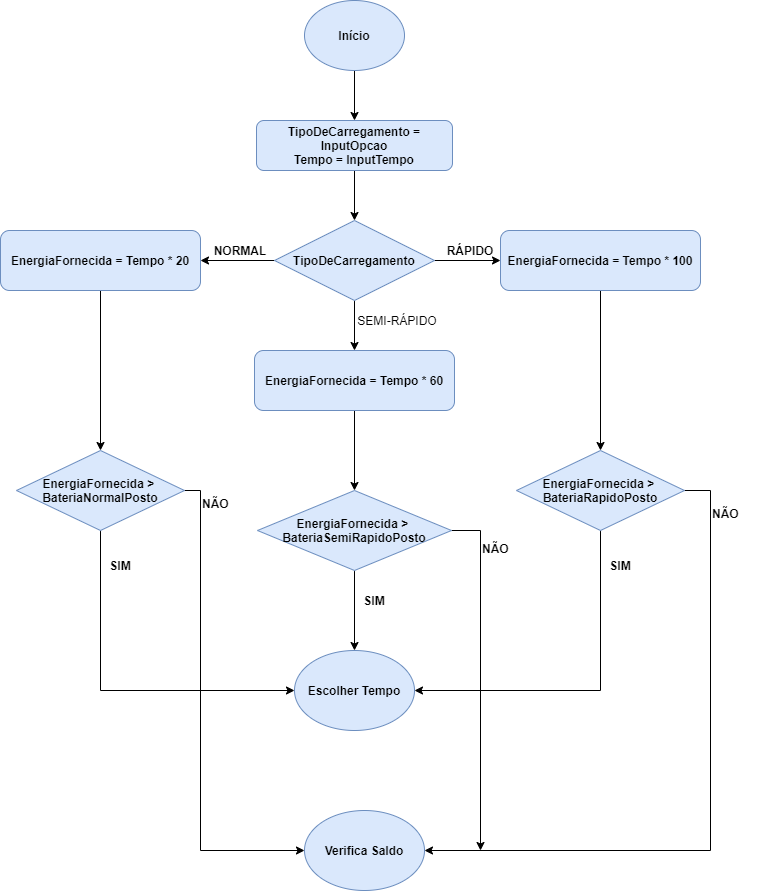 Início
TipoDeCarregamento =
InputOpcao
Tempo = InputTempo
EnergiaFornecida = Tempo * 20
NORMAL
TipoDeCarregamento
RÁPIDO
EnergiaFornecida = Tempo * 100
SEMI-RÁPIDO
EnergiaFornecida = Tempo * 60
EnergiaFornecida >
BateriaNormalPosto
NÃO
EnergiaFornecida >
BateriaSemiRapidoPosto
NÃO
EnergiaFornecida >
BateriaRapidoPosto
NÃO
SIM
SIM
SIM
Escolher Tempo
Verifica Saldo